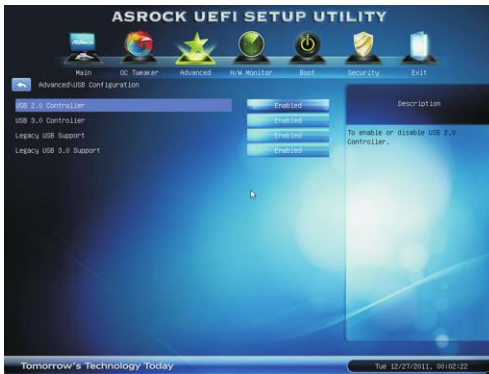 ASROCK UEFI SETUP UTILITY
ASRock
Main OC Tweaker Advanced H/W Monitor Boot Security Exit
Advanced\USB Configuration
USB 2.0 Controller Enabled
USB 3.0 Controller Enabled
Legacy USB Support Enabled
Legacy USB 3.0 Support Enabled
Description
To enable or disable USB 2.0
Controller.
Tomorrow's Technology Today
Tue 12/27/2011, 00:02:22